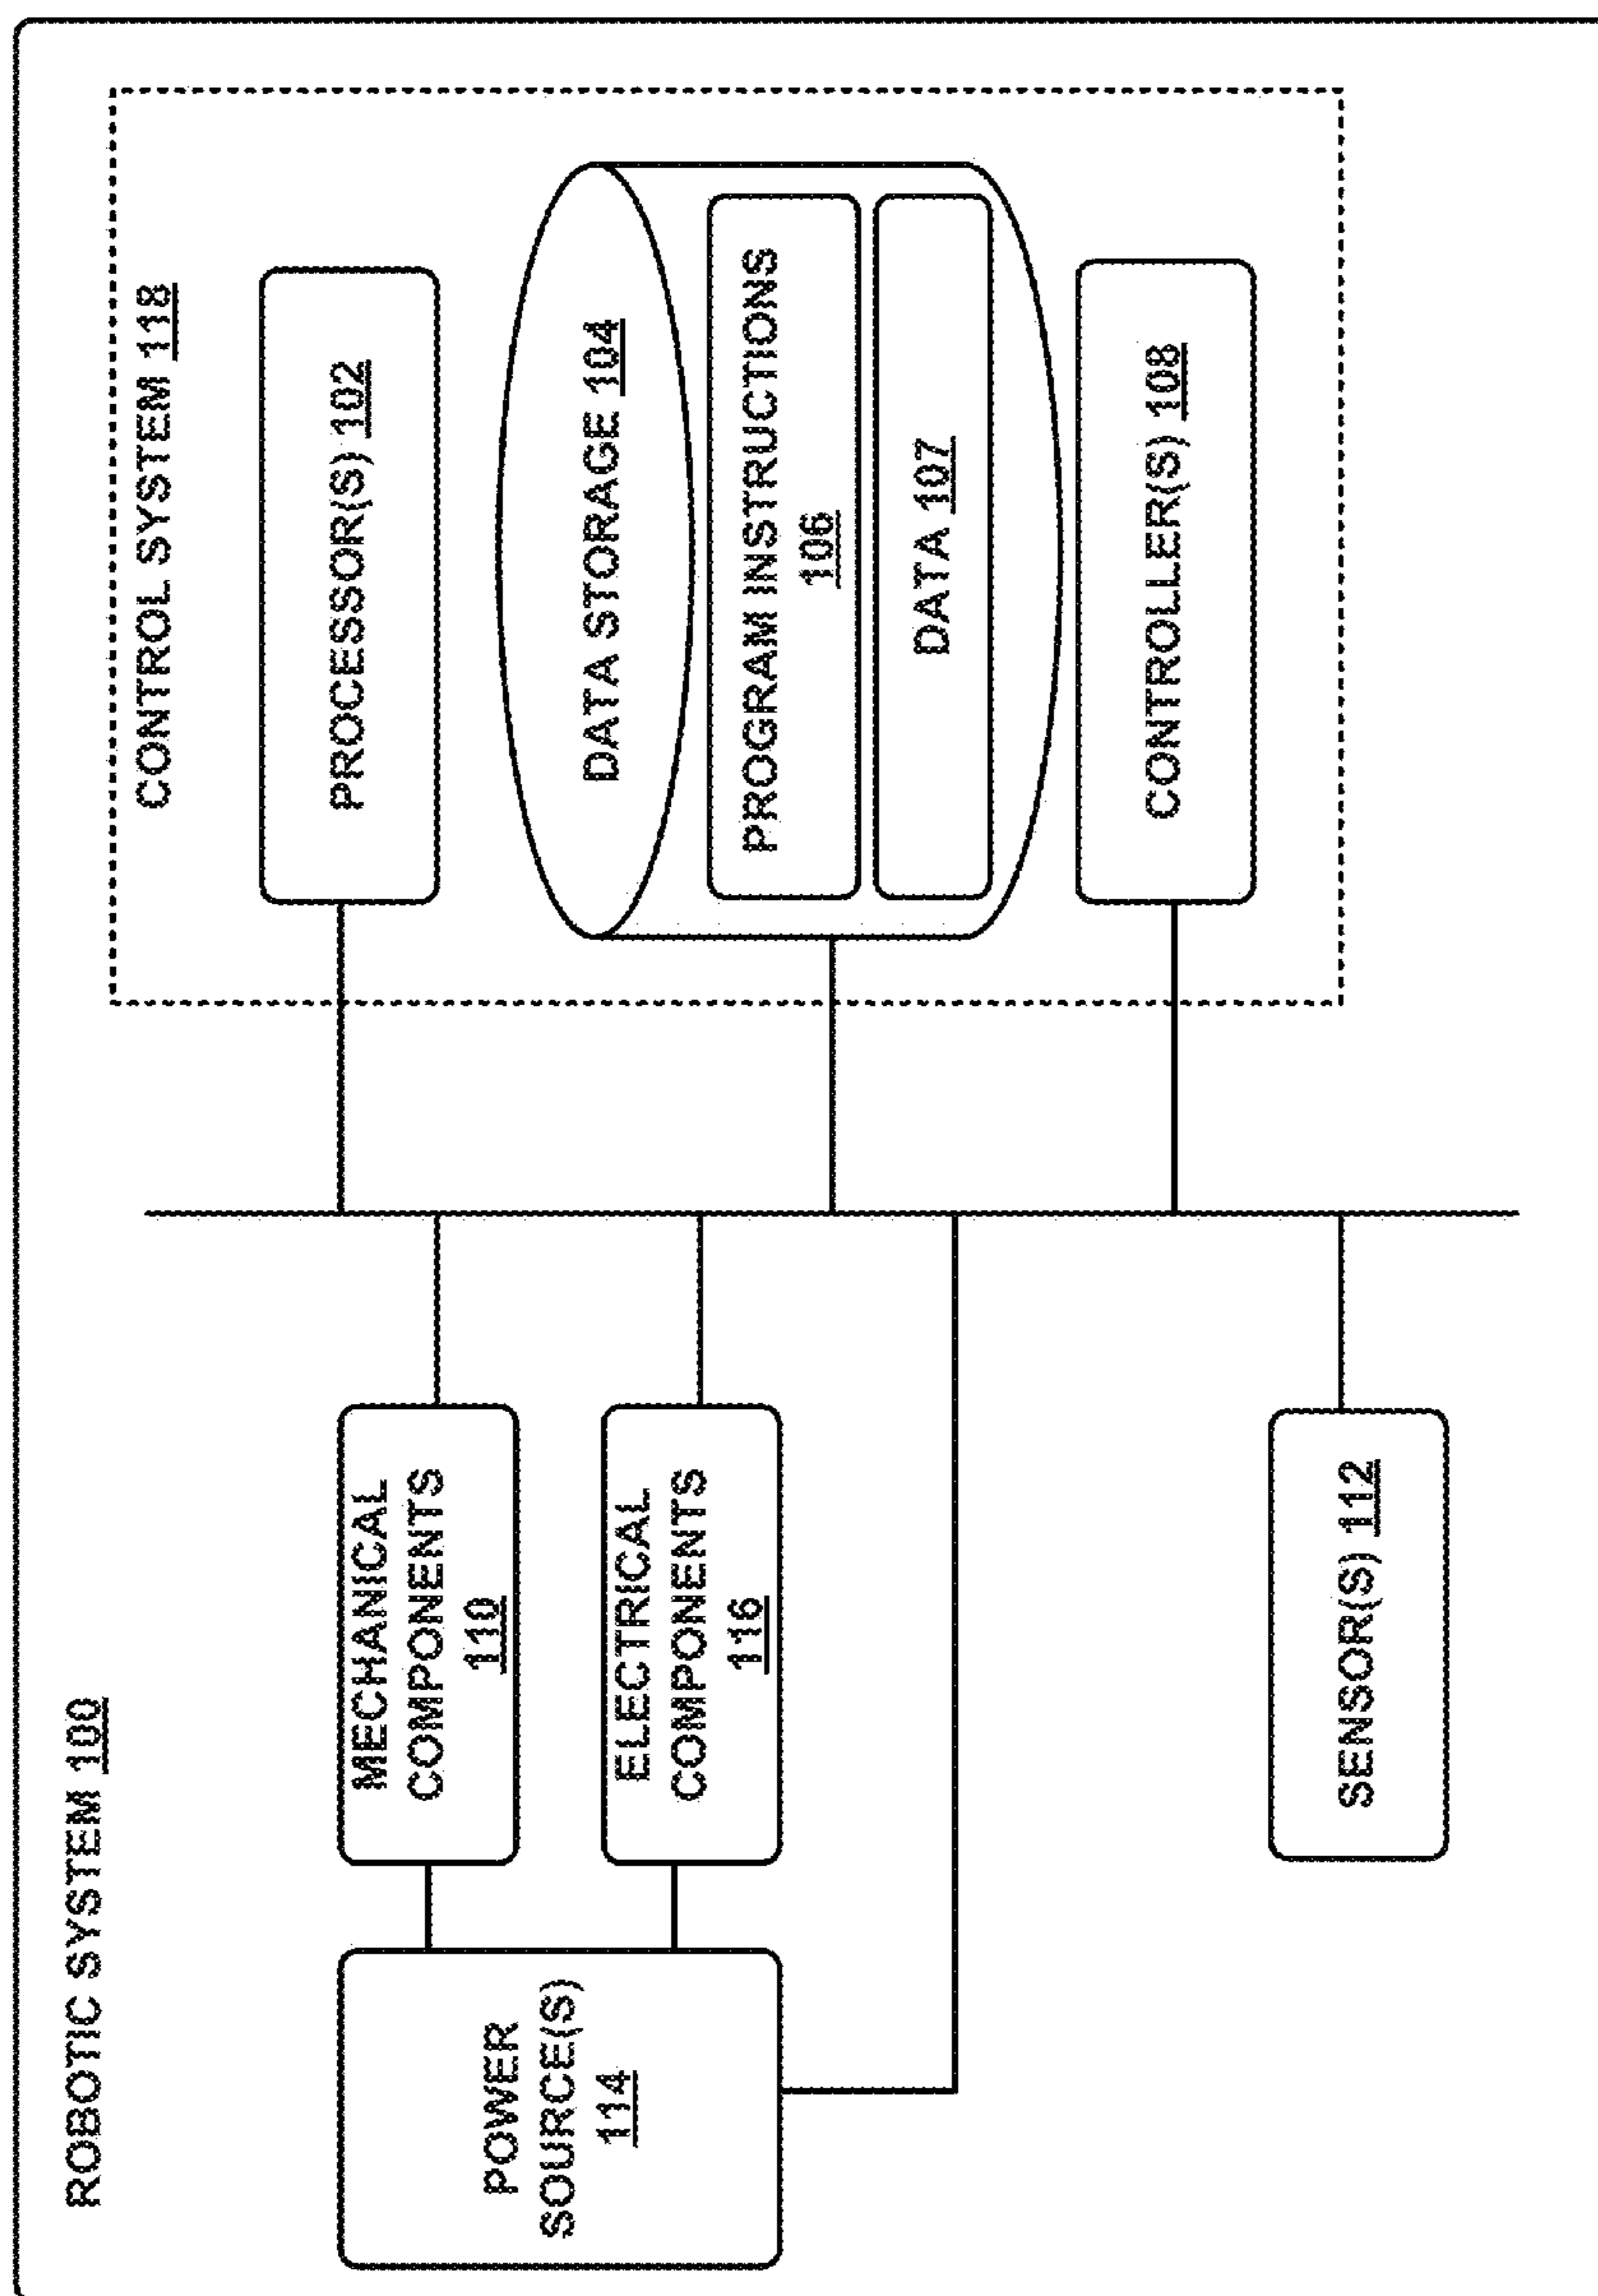 ROBOTIC SYSTEM 100
CONTROL SYSTEM 118
POWER
SOURCE(S)
114
MECHANICAL
COMPONENTS
110
ELECTRICAL
COMPONENTS
116
SENSOR(S) 112
PROCESSOR(S) 102
DATA STORAGE 104
PROGRAM INSTRUCTIONS
106
DATA 107
CONTROLLER(S) 108